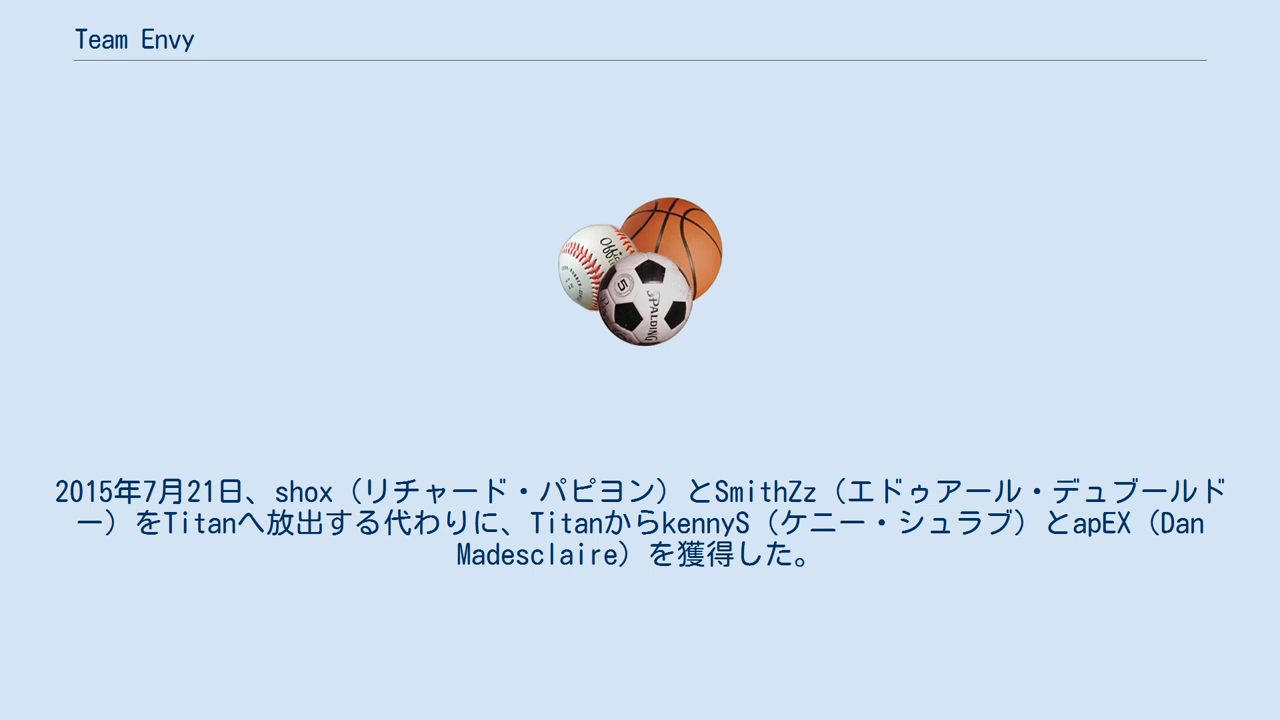 Team Envy
Offic
5
SPALDING
2015年7月21日、shox（リチャード・パピヨン）とSmithZz（エドゥアール・デュブールド
ー）をTitanへ放出する代わりに、TitanからkennyS（ケニー・シュラブ）とapEX（Dan
Madesclaire）を獲得した。